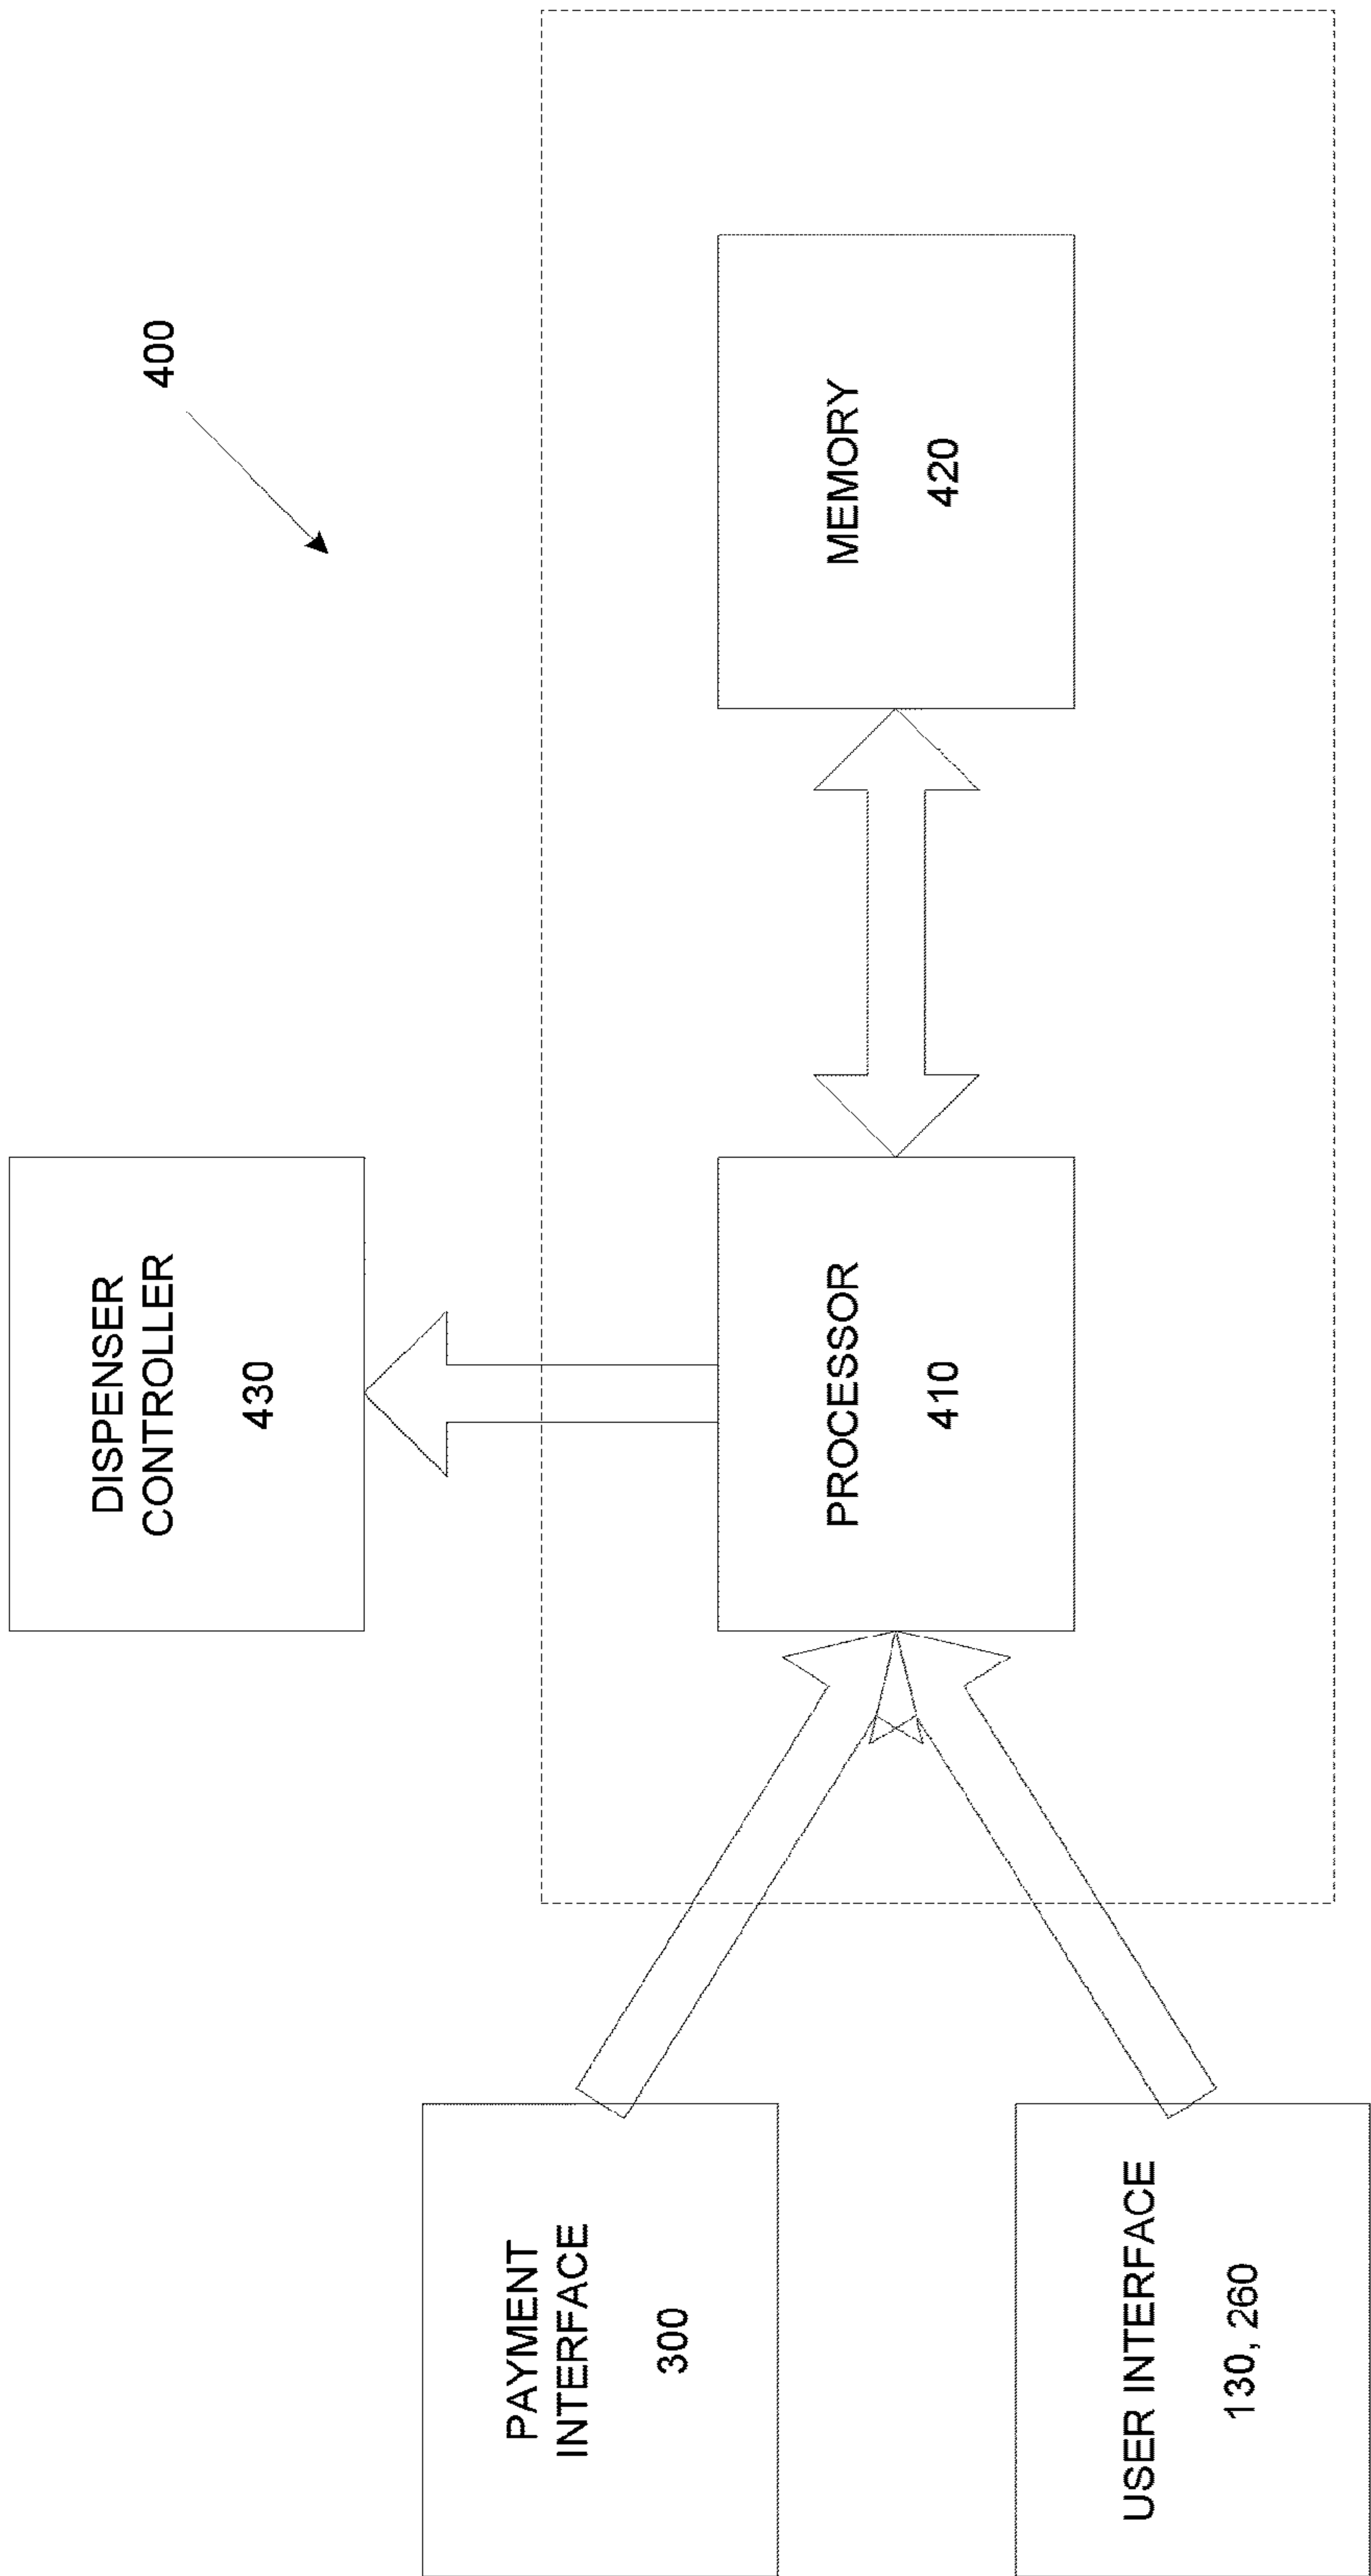 400
DISPENSER
CONTROLLER
430
PAYMENT
INTERFACE
300
PROCESSOR
410
MEMORY
420
USER INTERFACE
130, 260